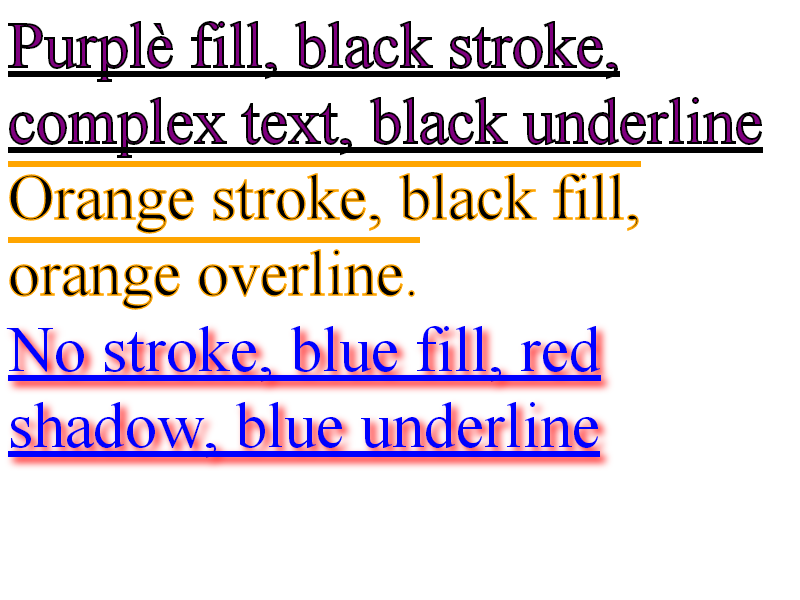 Purplè fill, black stroke,
complex text, black underline
Orange stroke, black fill,
orange overline.
No stroke, blue fill, red
shadow, blue underline